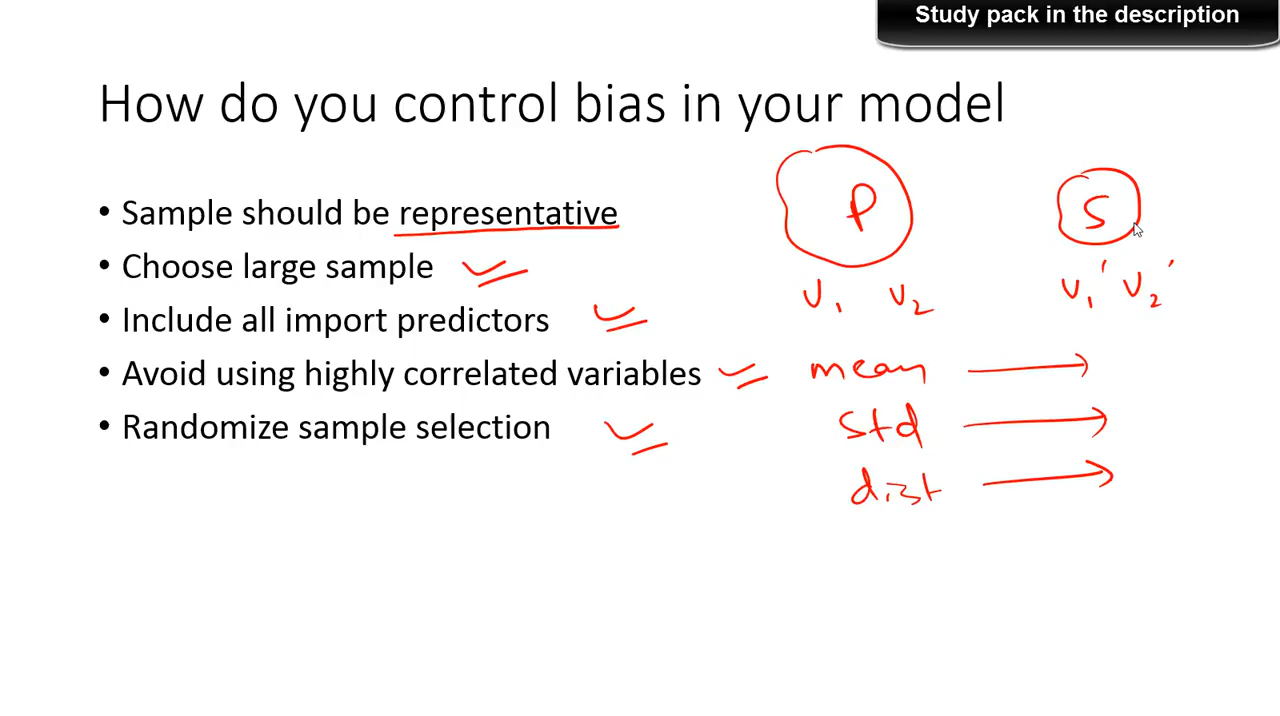 Study pack in the description
How do you control bias in your model
• Sample should be representative
• Choose large sample
• Include all import predictors
• Avoid using highly correlated variables
• Randomize sample selection
P
S
V1 V2
V1' V2'
mean
std
dist